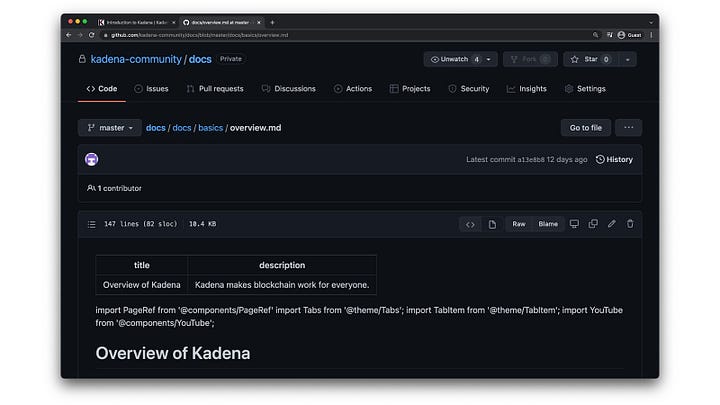 Introduction to Kadena | Kade
docs/overview.md at master
Guest
github.com/kadena-community/docs/blob/master/docs/basics/overview.md
kadena-community / docs Private
Unwatch 4
Fork 0
Star 0
Code Issues Pull requests Discussions Actions Projects Security Insights Settings
master
docs / docs / basics / overview.md
Go to file
Latest commit a13e8b8 12 days ago History
1 contributor
147 lines (82 sloc) 10.4 KB
Raw Blame
title description
Overview of Kadena Kadena makes blockchain work for everyone.
import PageRef from '@components/PageRef' import Tabs from '@theme/Tabs'; import TabItem from '@theme/TabItem'; import YouTube
from '@components/YouTube';
Overview of Kadena